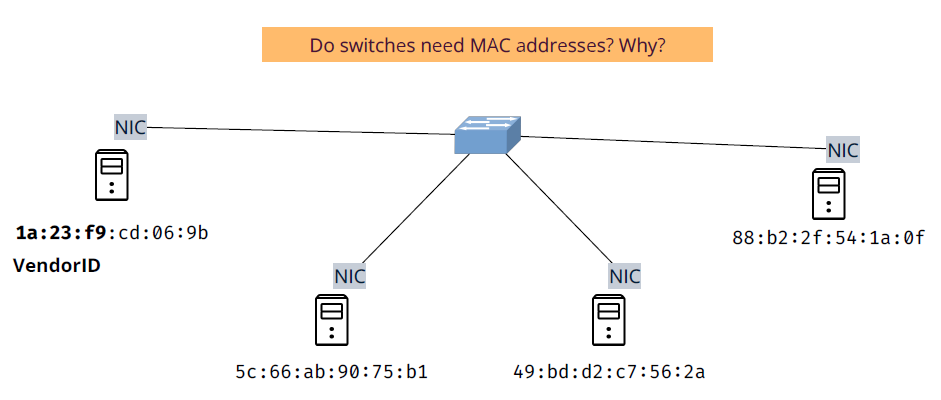 Do switches need MAC addresses? Why?
NIC
NIC
1a:23:f9:cd:06:9b
VendorID
88:b2:2f:54:1a:0f
NIC
NIC
5c:66:ab:90:75:b1
49:bd:d2:c7:56:2a